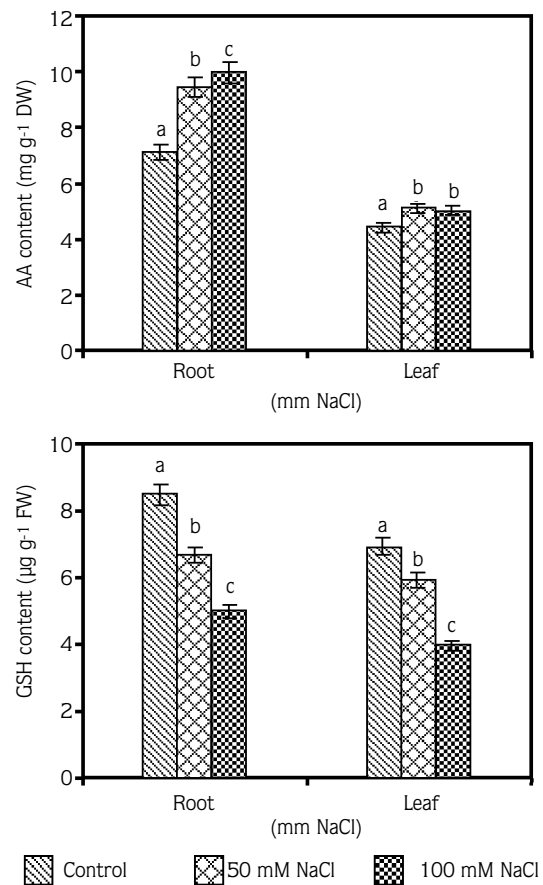 12
10
8
6
4
2
0
AA content (mg g-1 DW)
a
b
c
a
b
b
Root
Leaf
(mm NaCl)
10
8
6
4
2
0
GSH content (µg g-1 FW)
a
b
c
a
b
c
Root
Leaf
(mm NaCl)
Control
50 mM NaCl
100 mM NaCl